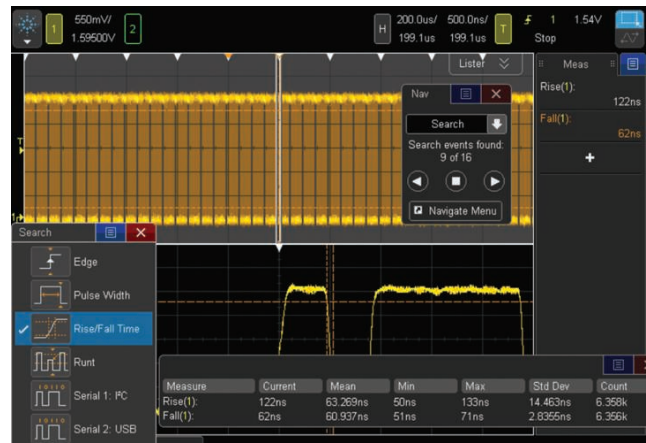 1 550mV/ 2 H 200.0us/ 500.0ns/ T 1 1.54V
1.59500V 199.1us 199.1us Stop
Lister
Meas
Rise(1):
122ns
Fall(1):
62ns
+
Nav
Search
Search events found:
9 of 16
Navigate Menu
T
Search
Edge
Pulse Width
Rise/Fall Time
Runt
Serial 1: I²C
Serial 2: USB
Measure Current Mean Min Max Std Dev Count
Rise(1): 122ns 63.269ns 50ns 133ns 14.463ns 6.358k
Fall(1): 62ns 60.937ns 51ns 71ns 2.8355ns 6.356k